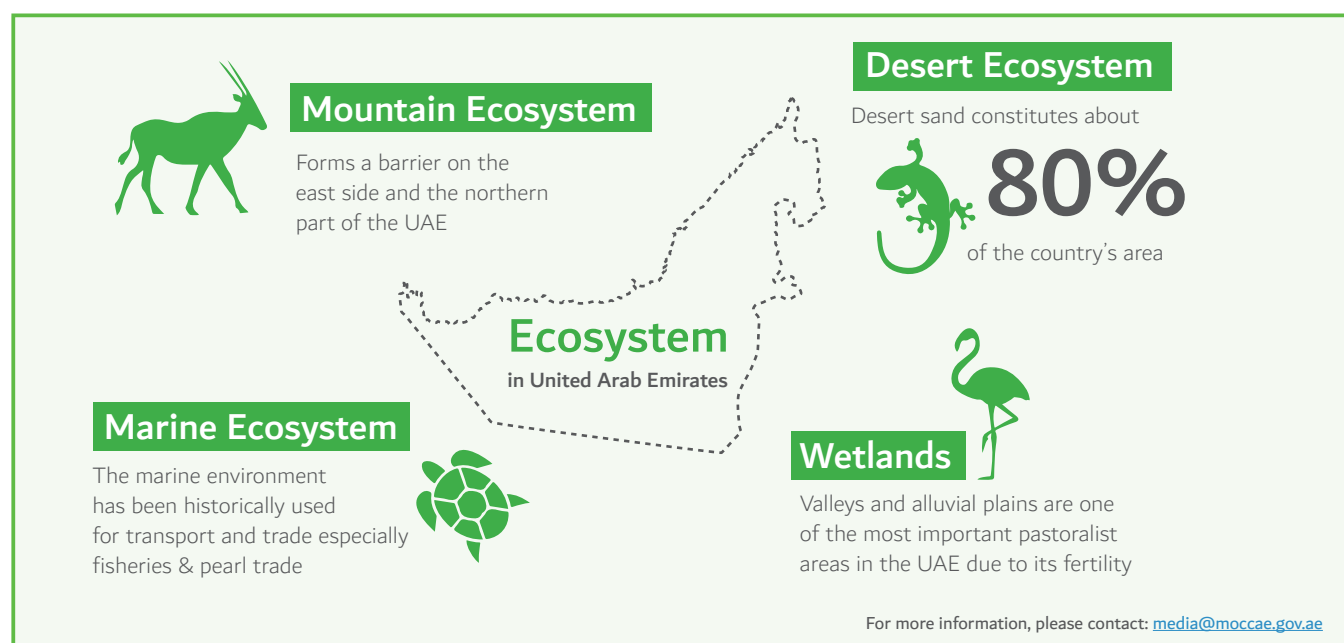 Mountain Ecosystem
Forms a barrier on the
east side and the northern
part of the UAE
Desert Ecosystem
Desert sand constitutes about
80%
of the country's area
Ecosystem
in United Arab Emirates
Marine Ecosystem
The marine environment
has been historically used
for transport and trade especially
fisheries & pearl trade
Wetlands
Valleys and alluvial plains are one
of the most important pastoralist
areas in the UAE due to its fertility
For more information, please contact: media@moccae.gov.ae